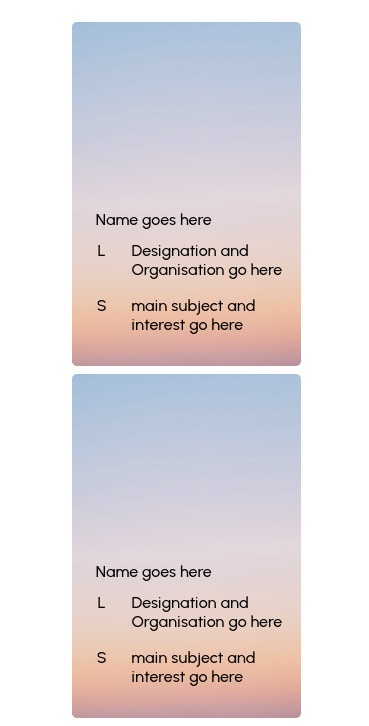 Name goes here
L Designation and
Organisation go here
S main subject and
interest go here
Name goes here
L Designation and
Organisation go here
S main subject and
interest go here